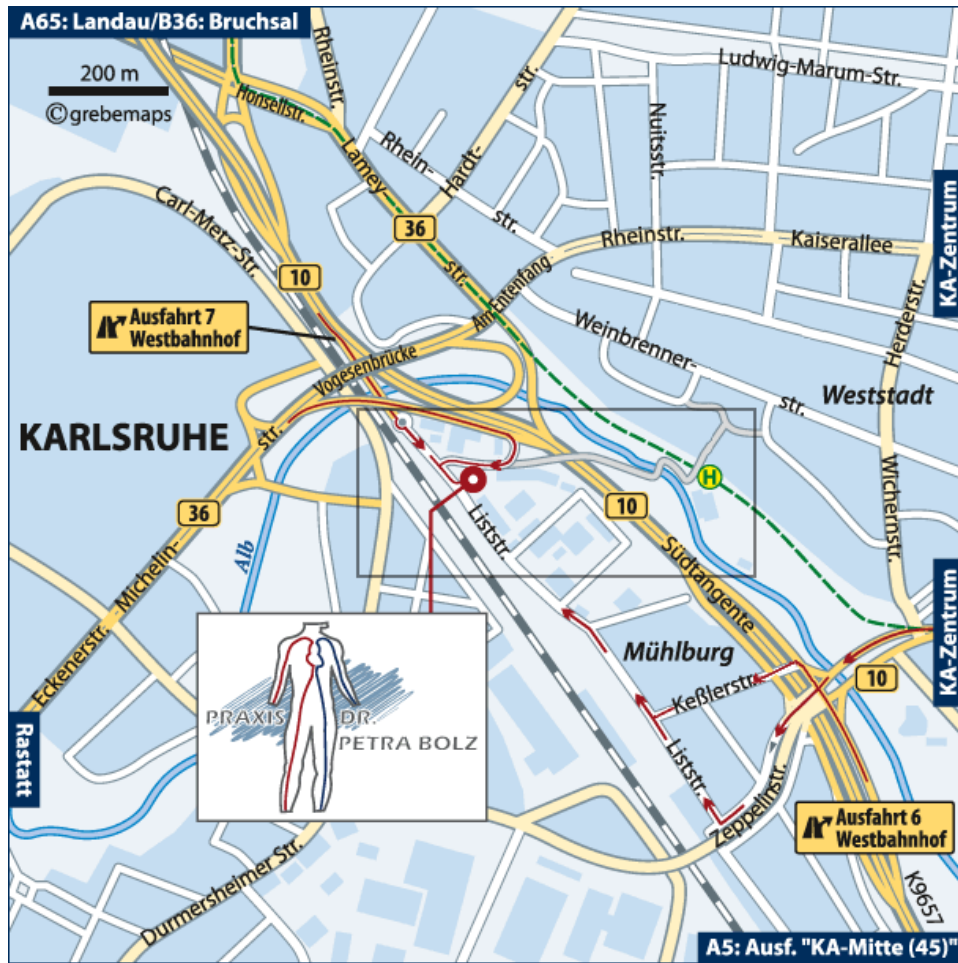 A65: Landau/B36: Bruchsal
200 m
©grebemaps
Honsellstr.
Rheinstr.
Lamey-
str.
Rhein-
str.
Hardt-
str.
Ludwig-Marum-Str.
Nuitsstr.
36
Rheinstr.
Kaiserallee
KA-Zentrum
Carl-Metz-Str.
10
Ausfahrt 7
Westbahnhof
Am Entenfang
Vogesenbrücke
Weinbrenner-
str.
Herderstr.
Weststadt
KARLSRUHE
str.
Michelin-
36
Alb
H
10
Liststr.
Südtangente
Wichernstr.
Eckenerstr.
Mühlburg
Keßlerstr.
10
KA-Zentrum
PRAXIS DR.
PETRA BOLZ
Rastatt
Liststr.
Zeppelinstr.
Ausfahrt 6
Westbahnhof
Durmersheimer Str.
K9657
A5: Ausf. "KA-Mitte (45)"